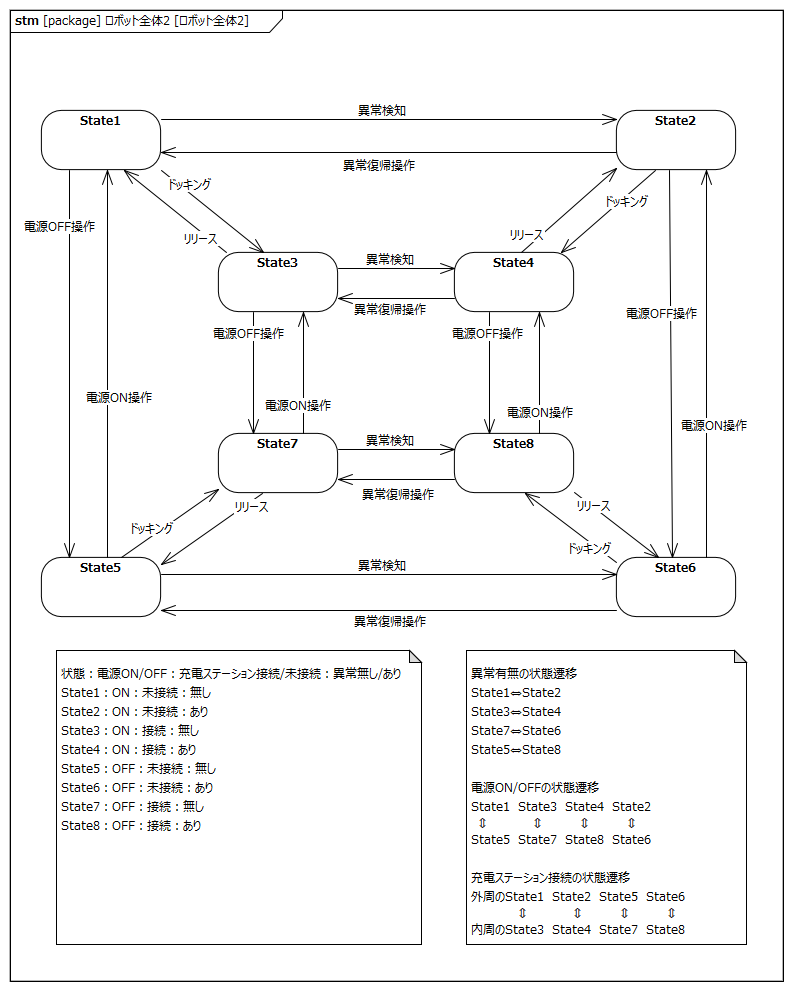 stm [package] ロボット全体2 [ロボット全体2]
State1
異常検知
State2
異常復帰操作
ドッキング
ドッキング
電源OFF操作
リリース
リリース
State3
異常検知
State4
異常復帰操作
電源OFF操作
電源OFF操作
電源OFF操作
電源ON操作
電源ON操作
電源ON操作
電源ON操作
State7
異常検知
State8
異常復帰操作
リリース
リリース
ドッキング
ドッキング
State5
異常検知
State6
異常復帰操作
状態：電源ON/OFF：充電ステーション接続/未接続：異常無し/あり
State1：ON：未接続：無し
State2：ON：未接続：あり
State3：ON：接続：無し
State4：ON：接続：あり
State5：OFF：未接続：無し
State6：OFF：未接続：あり
State7：OFF：接続：無し
State8：OFF：接続：あり
異常有無の状態遷移
State1⇔State2
State3⇔State4
State7⇔State6
State5⇔State8
電源ON/OFFの状態遷移
State1 State3 State4 State2
⇕ ⇕ ⇕ ⇕
State5 State7 State8 State6
充電ステーション接続の状態遷移
外周のState1 State2 State5 State6
⇕ ⇕ ⇕ ⇕
内周のState3 State4 State7 State8